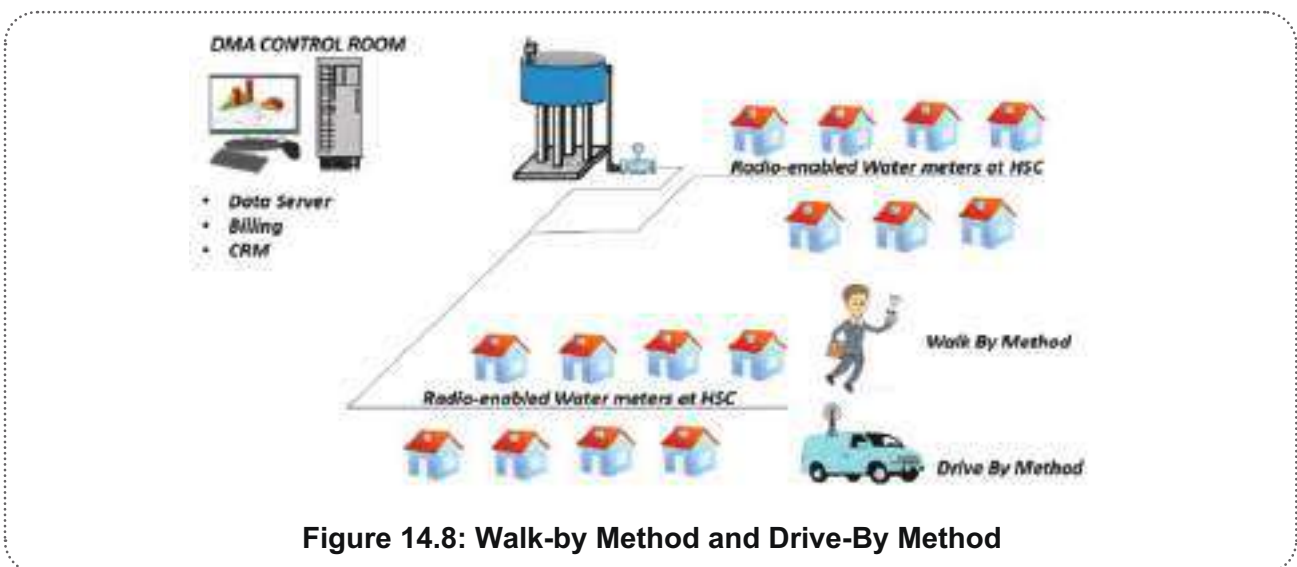 DMA CONTROL ROOM
• Data Server
• Billing
• CRM
Radio-enabled Water meters at HSC
Walk By Method
Radio-enabled Water meters at HSC
Drive By Method
Figure 14.8: Walk-by Method and Drive-By Method